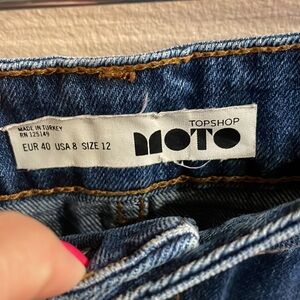 MADE IN TURKEY
RN 125149
EUR 40 USA 8 SIZE 12
TOPSHOP
MOTO